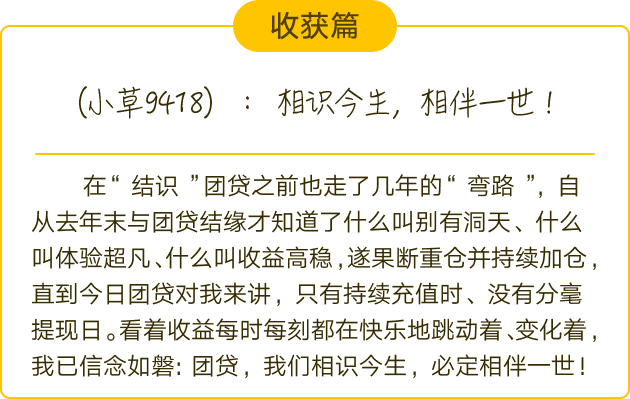 收获篇
(小草9418) : 相识今生, 相伴一世!
在“ 结识 ”团贷之前也走了几年的“ 弯路 ”, 自
从去年末与团贷结缘才知道了什么叫别有洞天、什么
叫体验超凡、什么叫收益高稳,遂果断重仓并持续加仓,
直到今日团贷对我来讲, 只有持续充值时、没有分毫
提现日。看着收益每时每刻都在快乐地跳动着、变化着,
我已信念如磐: 团贷, 我们相识今生, 必定相伴一世!